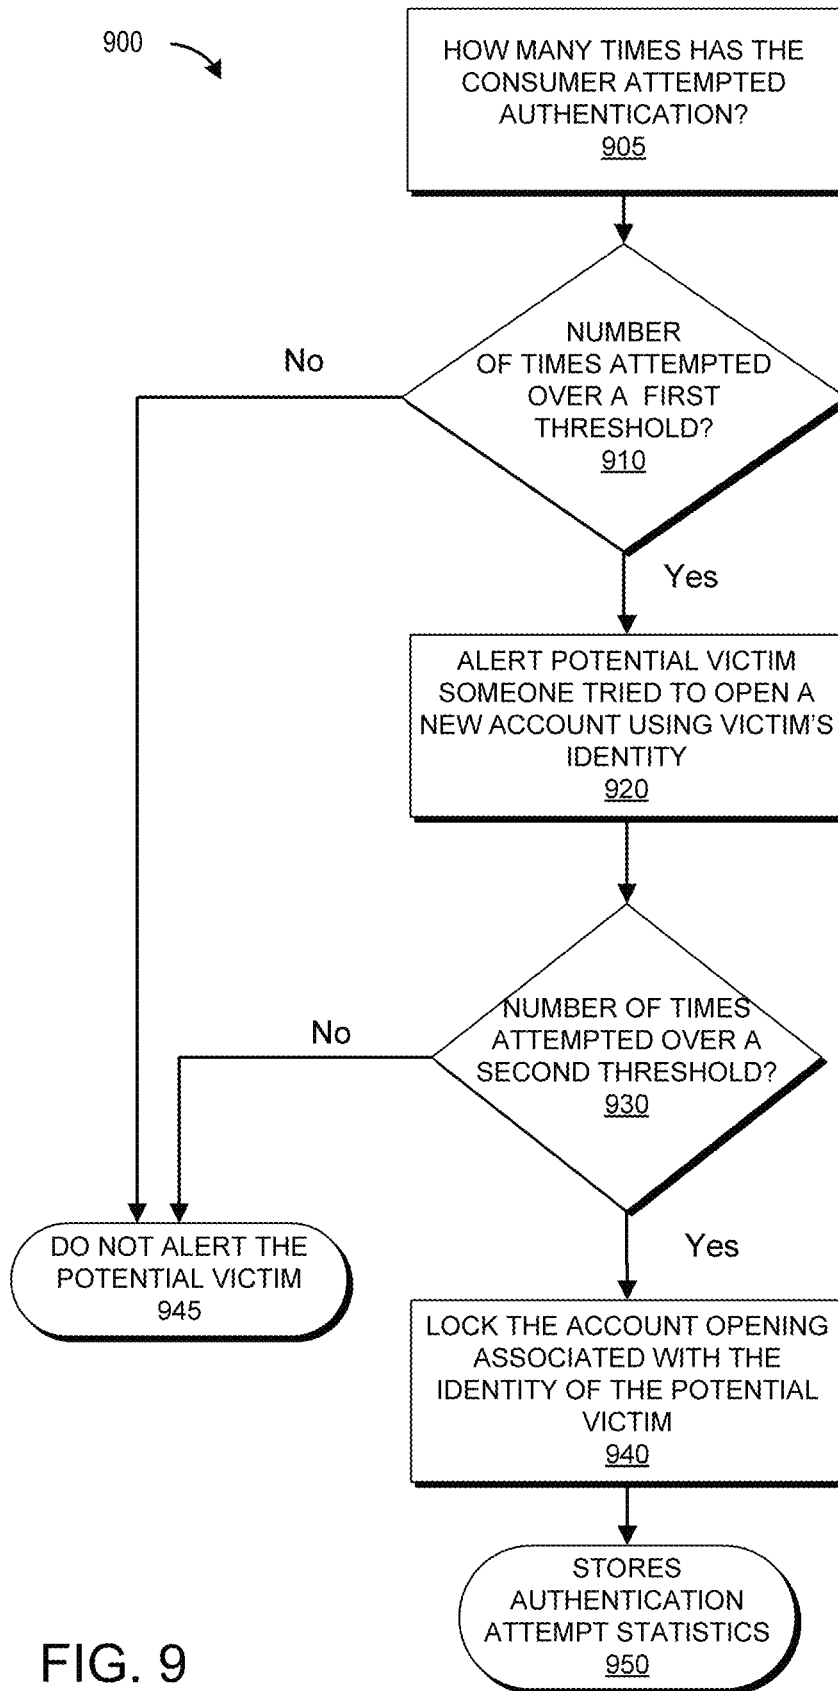 900
HOW MANY TIMES HAS THE
CONSUMER ATTEMPTED
AUTHENTICATION?
905
NUMBER
OF TIMES ATTEMPTED
OVER A FIRST
THRESHOLD?
910
No
Yes
ALERT POTENTIAL VICTIM
SOMEONE TRIED TO OPEN A
NEW ACCOUNT USING VICTIM'S
IDENTITY
920
NUMBER OF TIMES
ATTEMPTED OVER A
SECOND THRESHOLD?
930
No
Yes
DO NOT ALERT THE
POTENTIAL VICTIM
945
LOCK THE ACCOUNT OPENING
ASSOCIATED WITH THE
IDENTITY OF THE POTENTIAL
VICTIM
940
STORES
AUTHENTICATION
ATTEMPT STATISTICS
950
FIG. 9